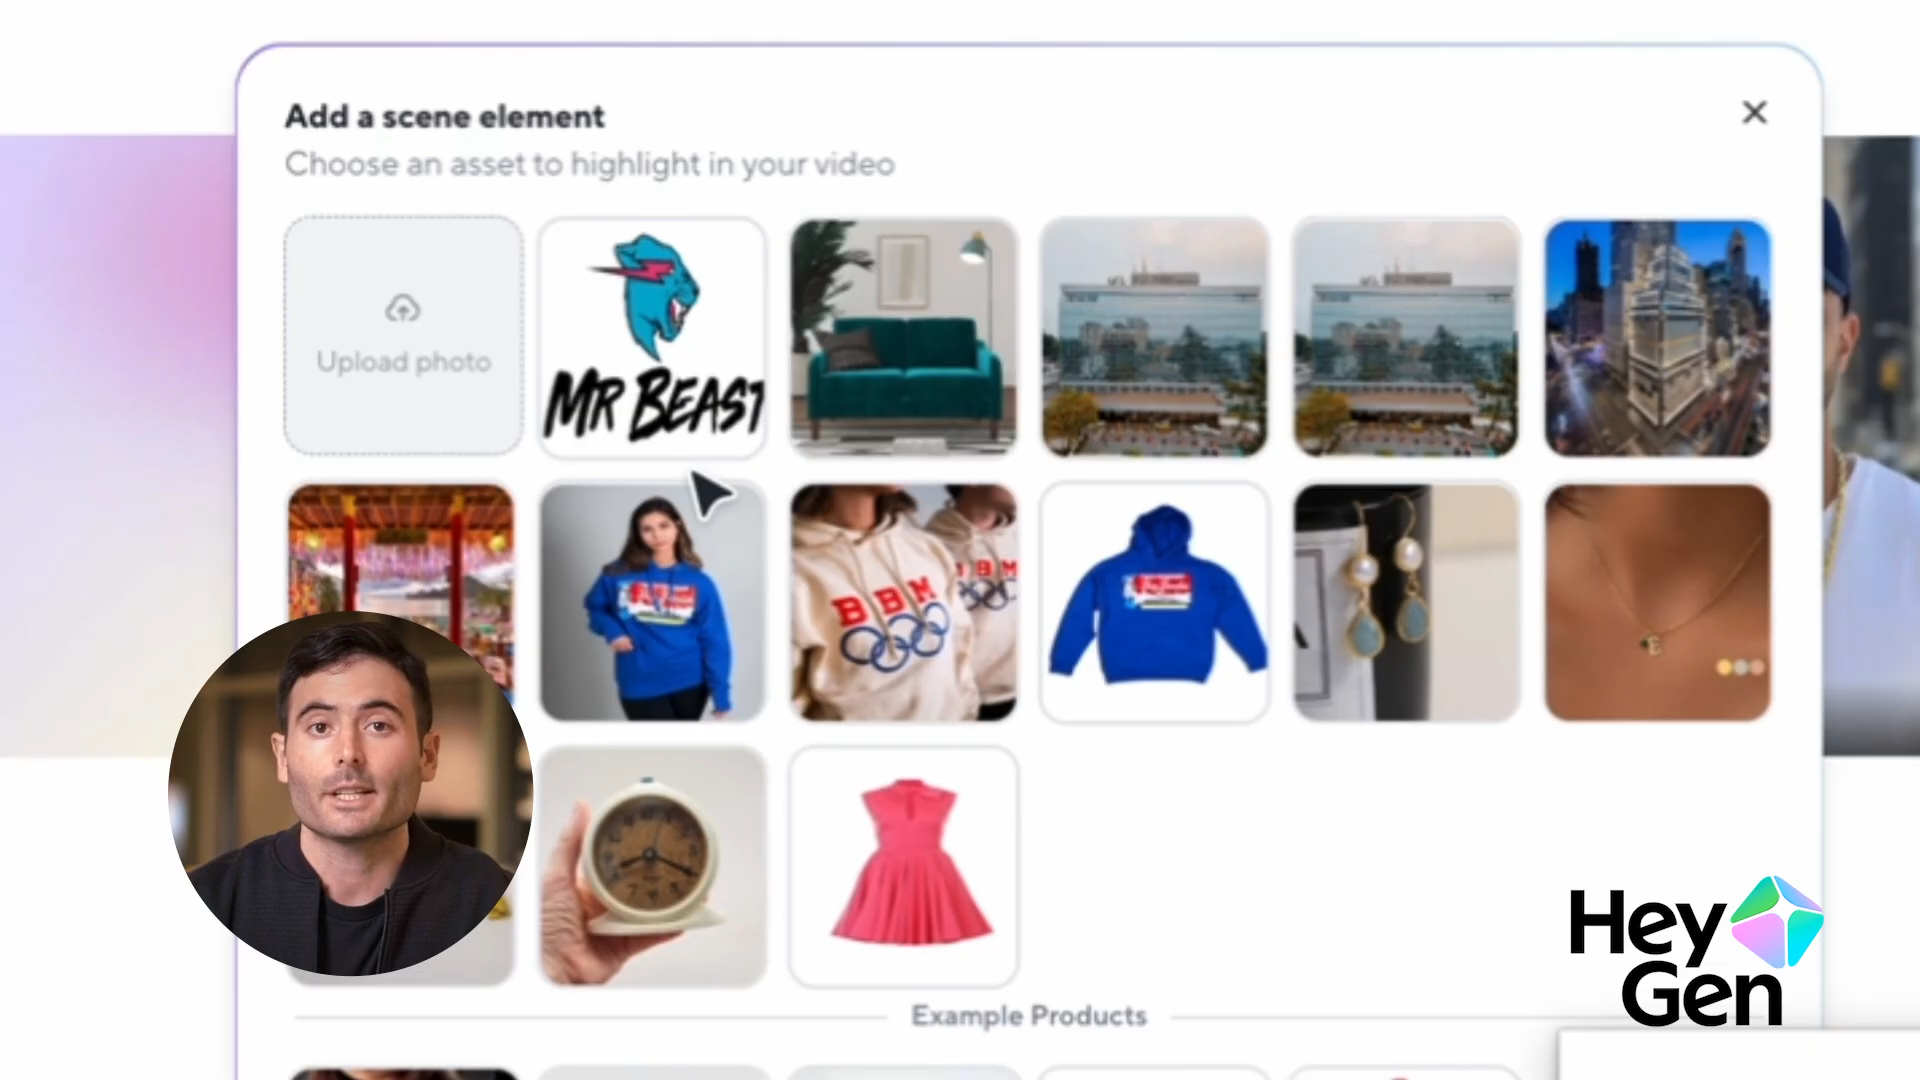 Add a scene element
Choose an asset to highlight in your video
Upload photo
MR BEAST
BBM
BBM
Example Products
Hey
Gen